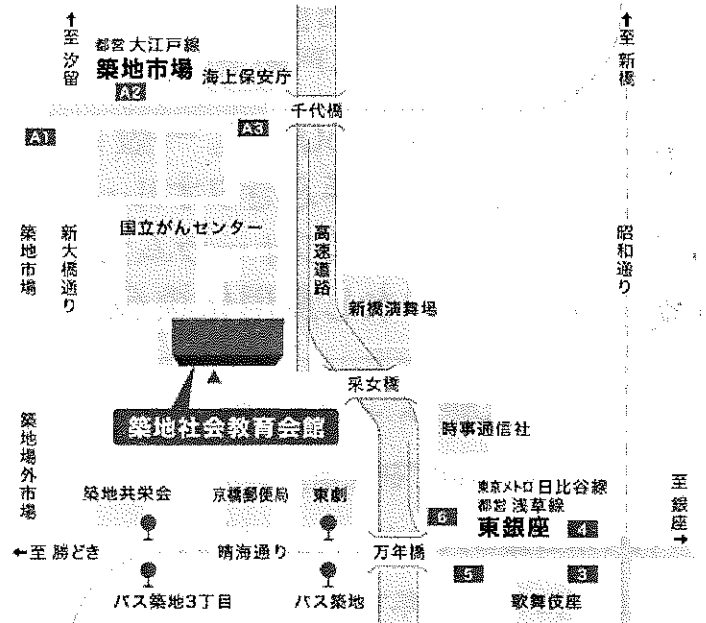 ↑至 汐留
都営 大江戸線
築地市場
A2
海上保安庁
↑至 新橋
千代橋
A1
A3
国立がんセンター
築地市場
新大橋通り
高速道路
昭和通り
新橋演舞場
采女橋
築地社会教育会館
築地場外市場
時事通信社
築地共栄会
京橋郵便局
東劇
東京メトロ 日比谷線
都営 浅草線
東銀座
6
4
至 銀座→
←至 勝どき
晴海通り
万年橋
5
3
バス築地3丁目
バス築地
歌舞伎座